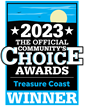 2023
THE OFFICIAL
COMMUNITY'S
CHOICE
AWARDS
Treasure Coast
WINNER